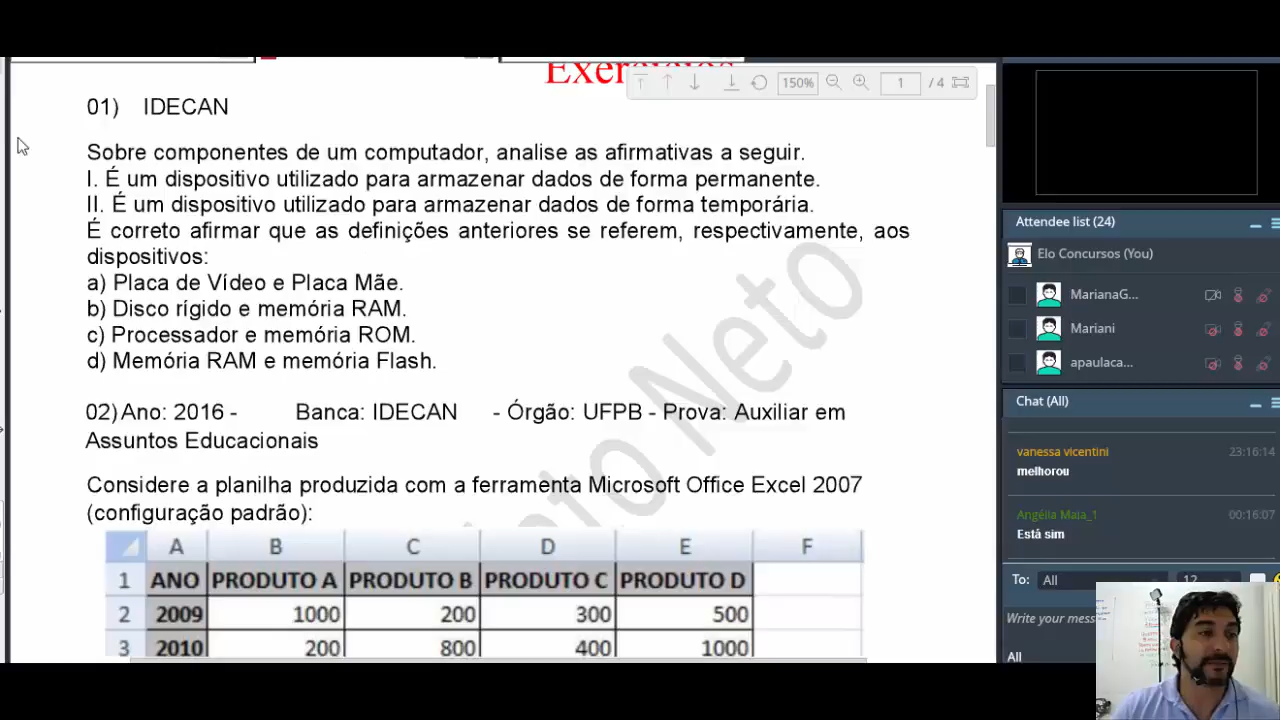 Exercícios
150%
1
/ 4
01) IDECAN
Sobre componentes de um computador, analise as afirmativas a seguir.
I. É um dispositivo utilizado para armazenar dados de forma permanente.
II. É um dispositivo utilizado para armazenar dados de forma temporária.
É correto afirmar que as definições anteriores se referem, respectivamente, aos
dispositivos:
a) Placa de Vídeo e Placa Mãe.
b) Disco rígido e memória RAM.
c) Processador e memória ROM.
d) Memória RAM e memória Flash.
02) Ano: 2016 - Banca: IDECAN - Órgão: UFPB - Prova: Auxiliar em
Assuntos Educacionais
Considere a planilha produzida com a ferramenta Microsoft Office Excel 2007
(configuração padrão):
A B C D E F
1 ANO PRODUTO A PRODUTO B PRODUTO C PRODUTO D
2 2009 1000 200 300 500
3 2010 200 800 400 1000
Neto
Attendee list (24)
Elo Concursos (You)
MarianaG...
Mariani
apaulaca...
Chat (All)
vanessa vicentini 23:16:14
melhorou
Angélia Maia_1 00:16:07
Está sim
To: All 12
Write your mess
All